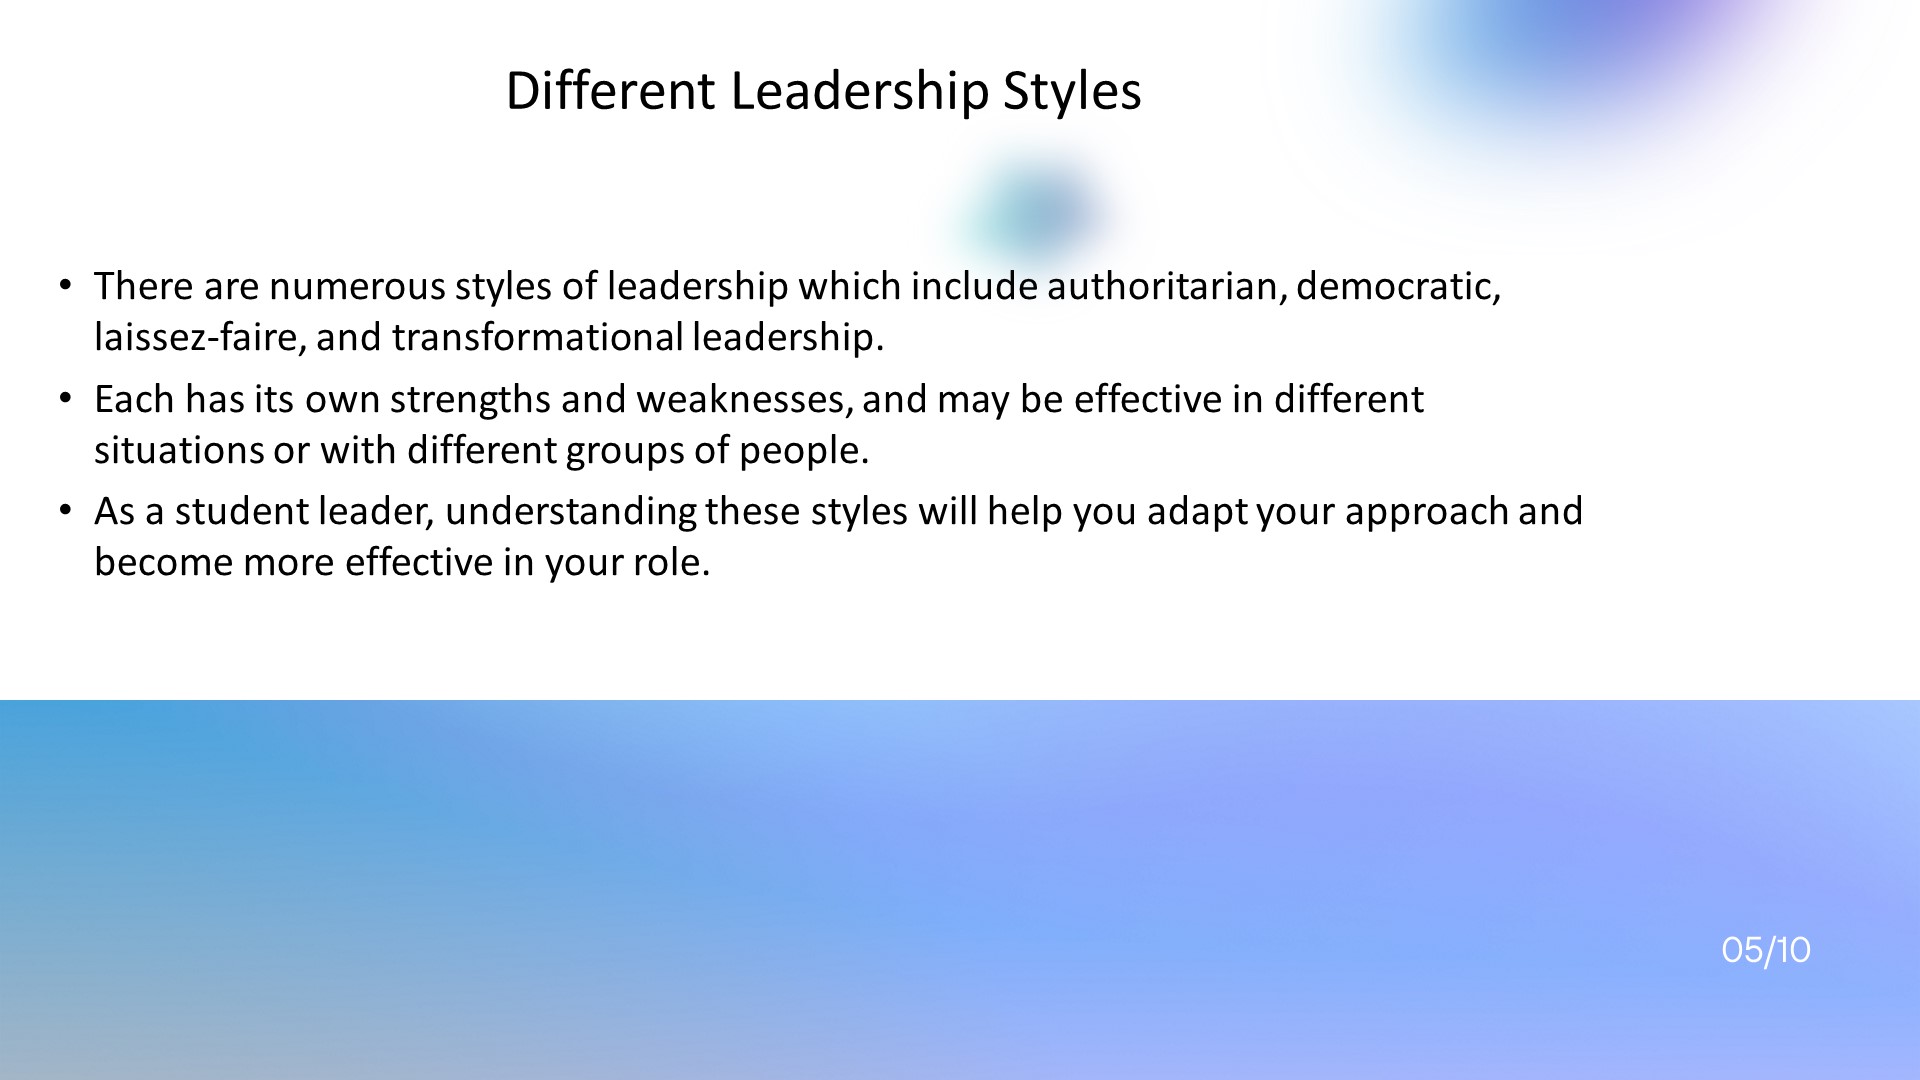 Different Leadership Styles
• There are numerous styles of leadership which include authoritarian, democratic,
laissez-faire, and transformational leadership.
• Each has its own strengths and weaknesses, and may be effective in different
situations or with different groups of people.
• As a student leader, understanding these styles will help you adapt your approach and
become more effective in your role.
05/10